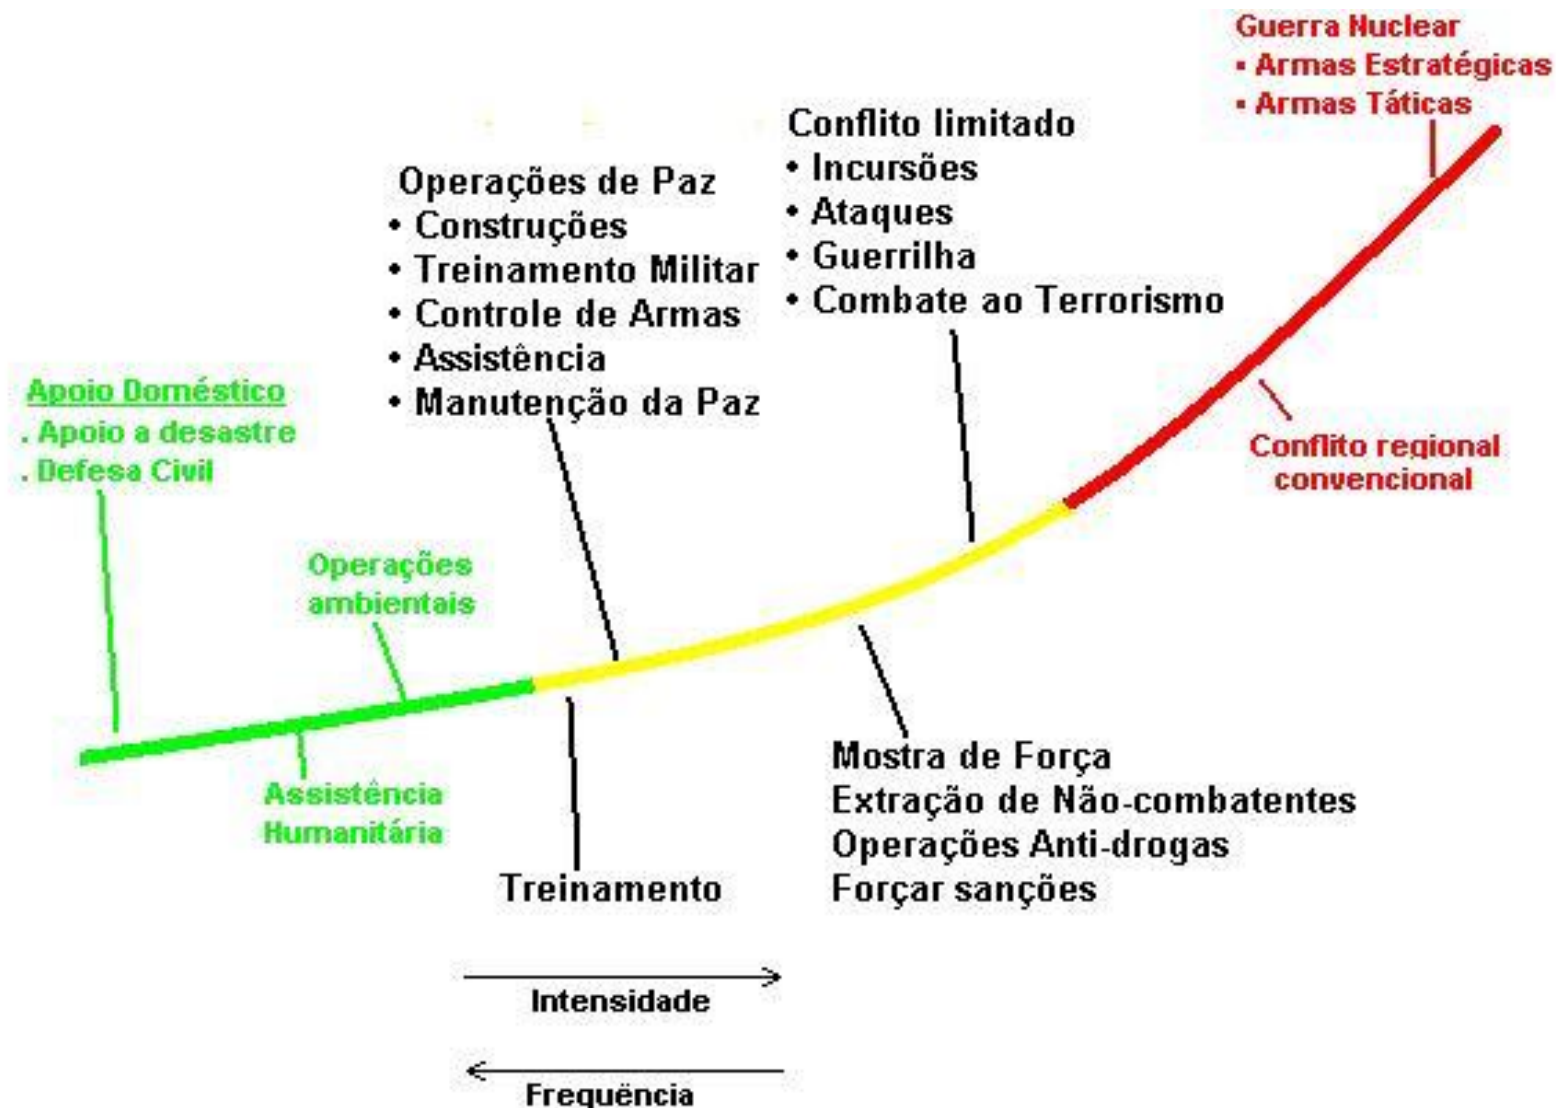 Guerra Nuclear
▪ Armas Estratégicas
▪ Armas Táticas
Conflito limitado
• Incursões
• Ataques
• Guerrilha
• Combate ao Terrorismo
Operações de Paz
• Construções
• Treinamento Militar
• Controle de Armas
• Assistência
• Manutenção da Paz
Apoio Doméstico
. Apoio a desastre
. Defesa Civil
Conflito regional
convencional
Operações
ambientais
Assistência
Humanitária
Mostra de Força
Extração de Não-combatentes
Operações Anti-drogas
Forçar sanções
Treinamento
Intensidade
Frequência